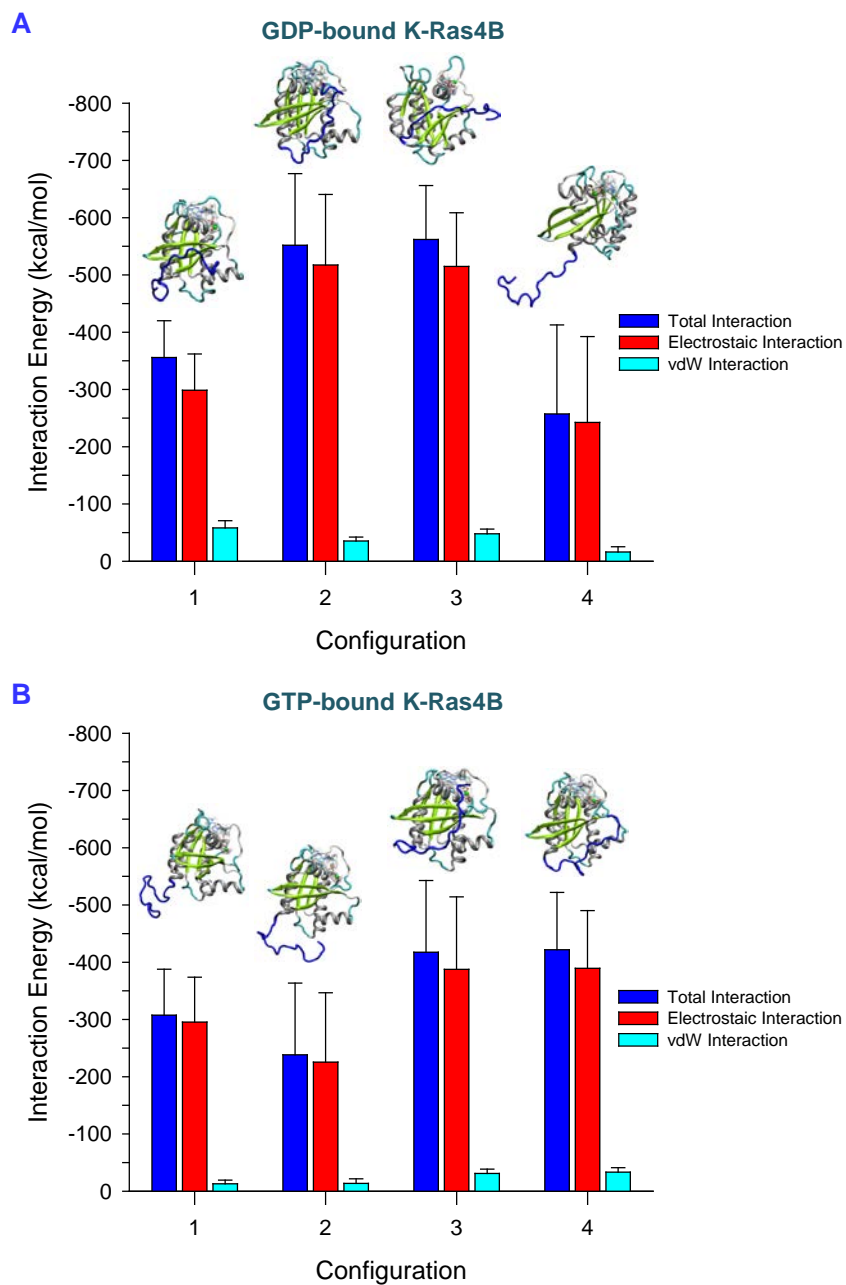 A
GDP-bound K-Ras4B
-800
-700
-600
-500
-400
-300
-200
-100
0
Interaction Energy (kcal/mol)
Total Interaction
Electrostaic Interaction
vdW Interaction
1 2 3 4
Configuration
B
GTP-bound K-Ras4B
-800
-700
-600
-500
-400
-300
-200
-100
0
Interaction Energy (kcal/mol)
Total Interaction
Electrostaic Interaction
vdW Interaction
1 2 3 4
Configuration